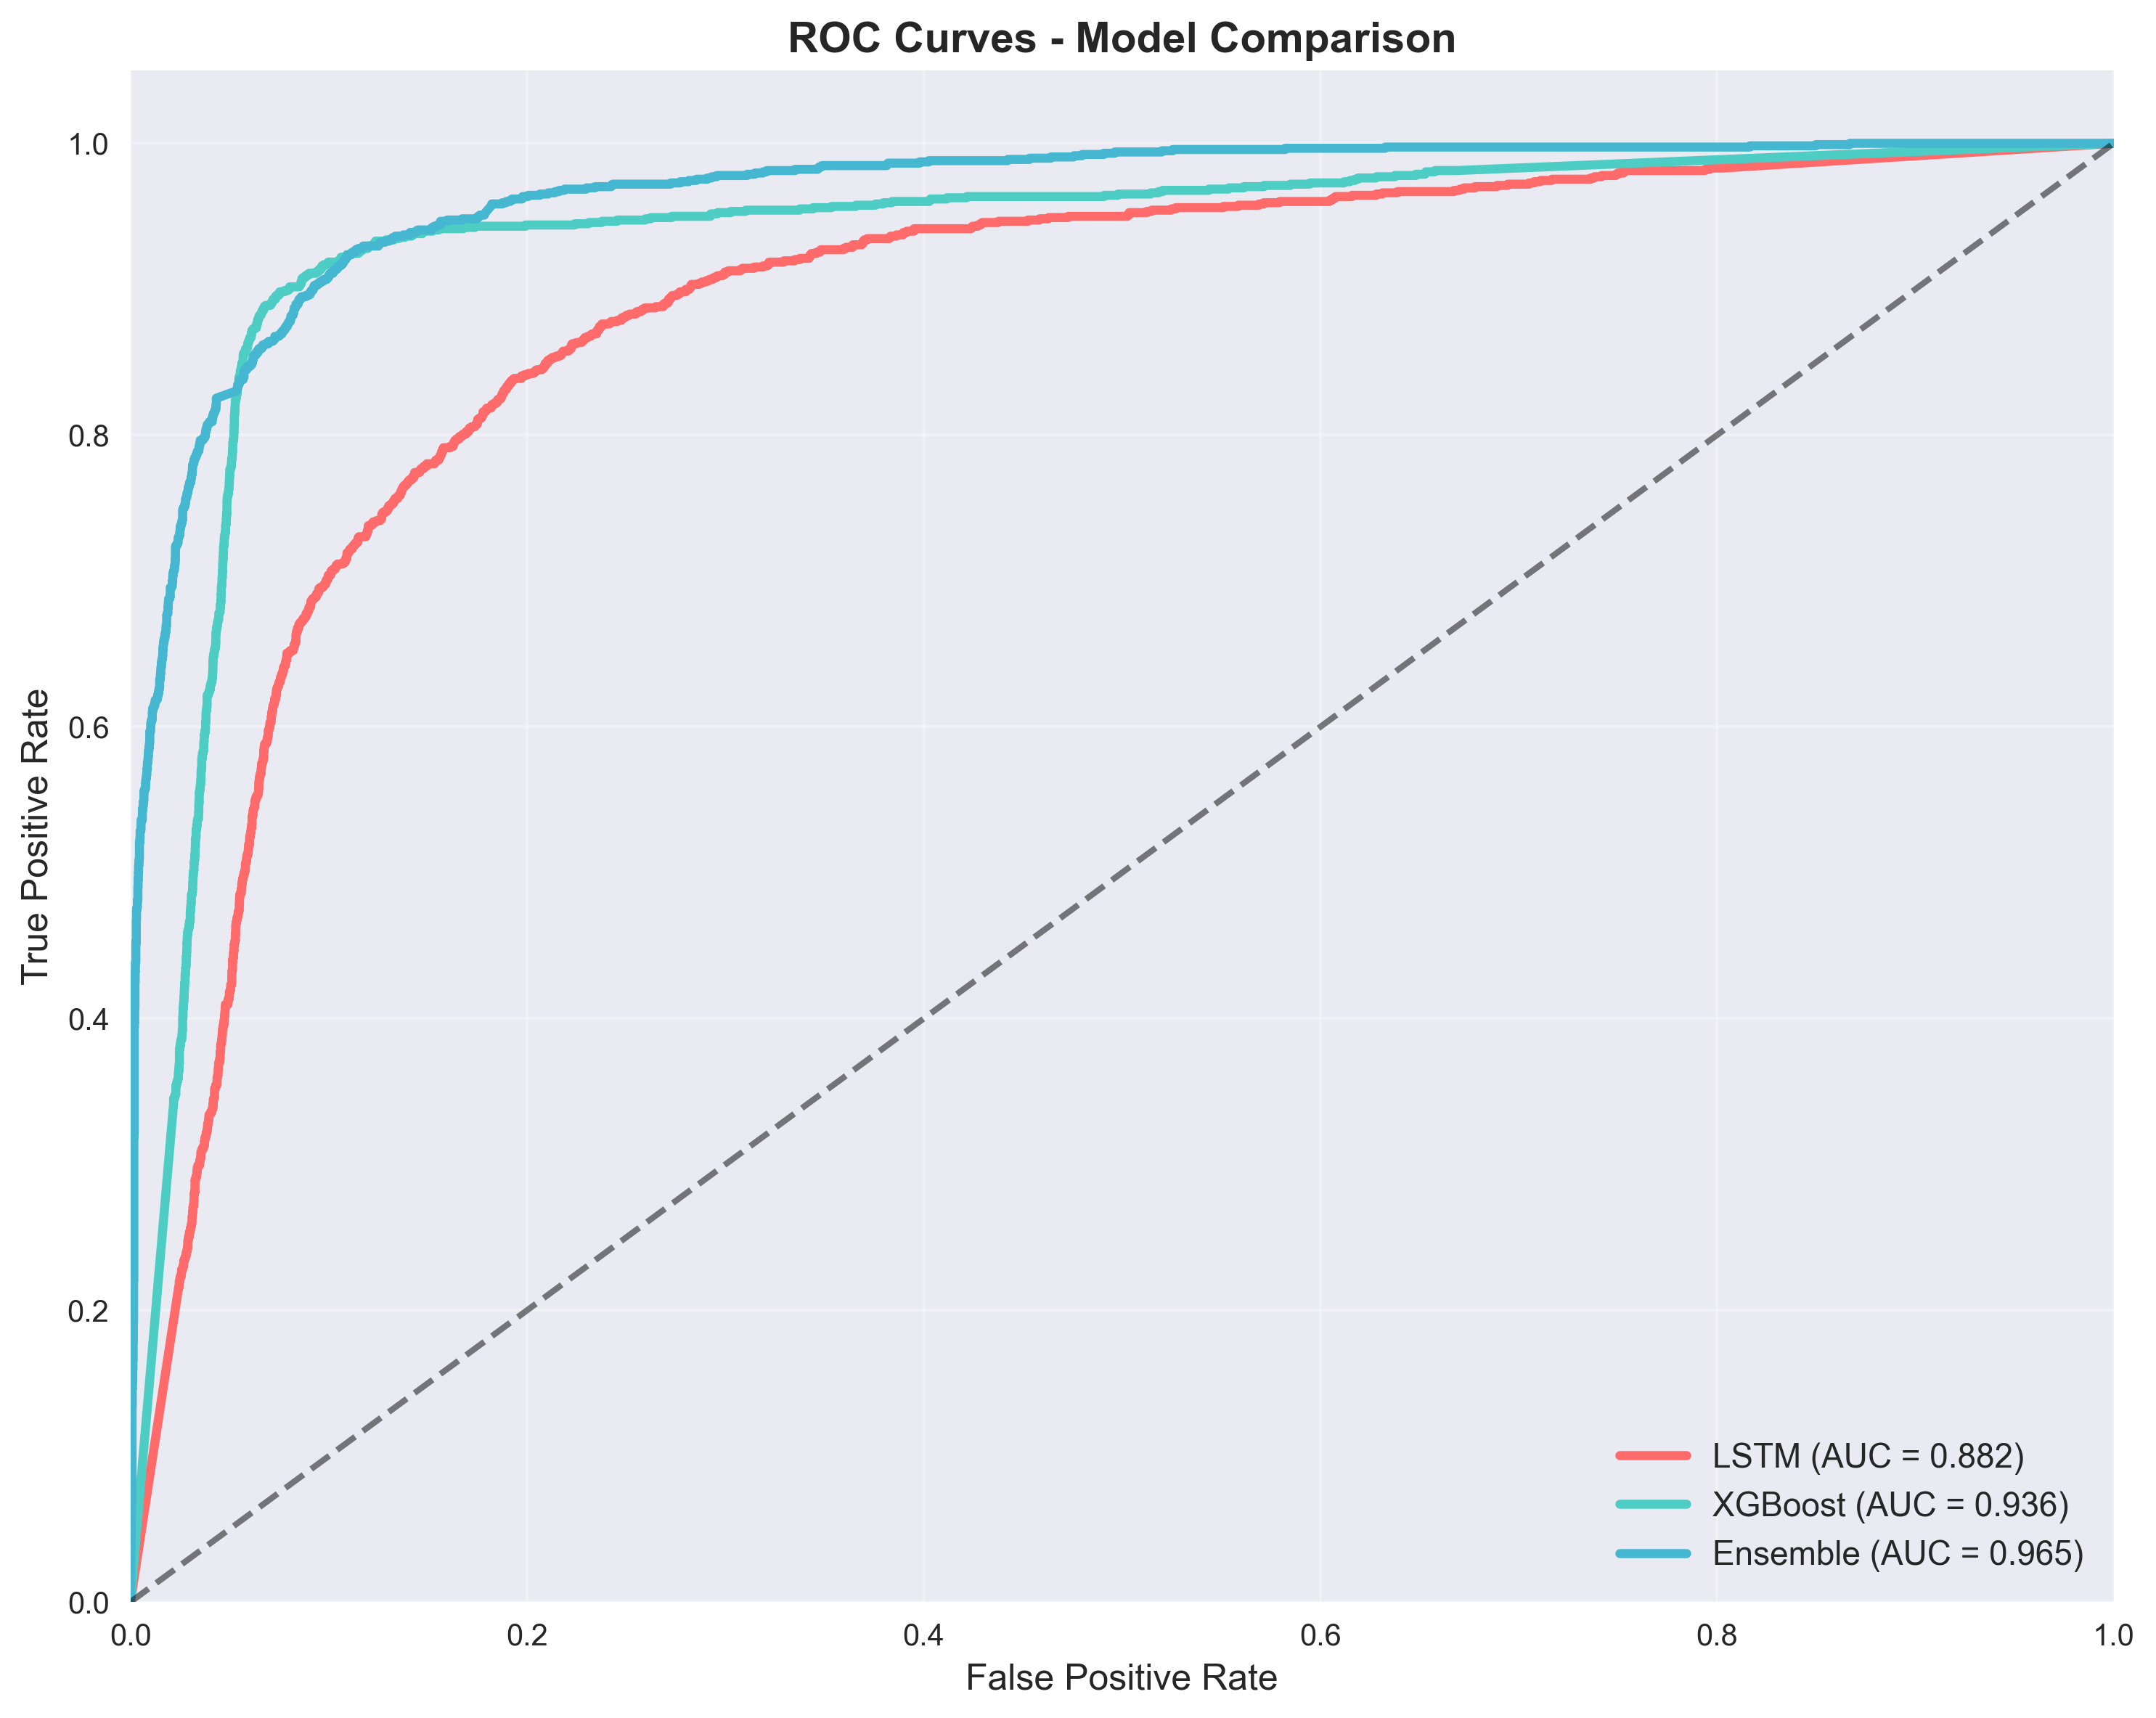 ROC Curves - Model Comparison
True Positive Rate
1.0
0.8
0.6
0.4
0.2
0.0
LSTM (AUC = 0.882)
XGBoost (AUC = 0.936)
Ensemble (AUC = 0.965)
0.0 0.2 0.4 0.6 0.8 1.0
False Positive Rate